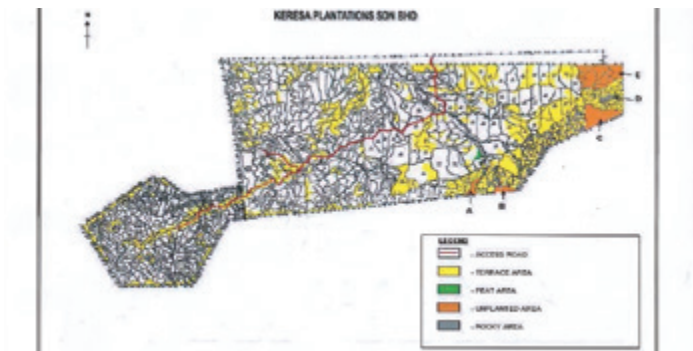 N
KERESA PLANTATIONS SDN BHD
E
D
C
A
B
LEGEND
- ACCESS ROAD
- TERRACE AREA
- PEAT AREA
- UNPLANTED AREA
- ROCKY AREA